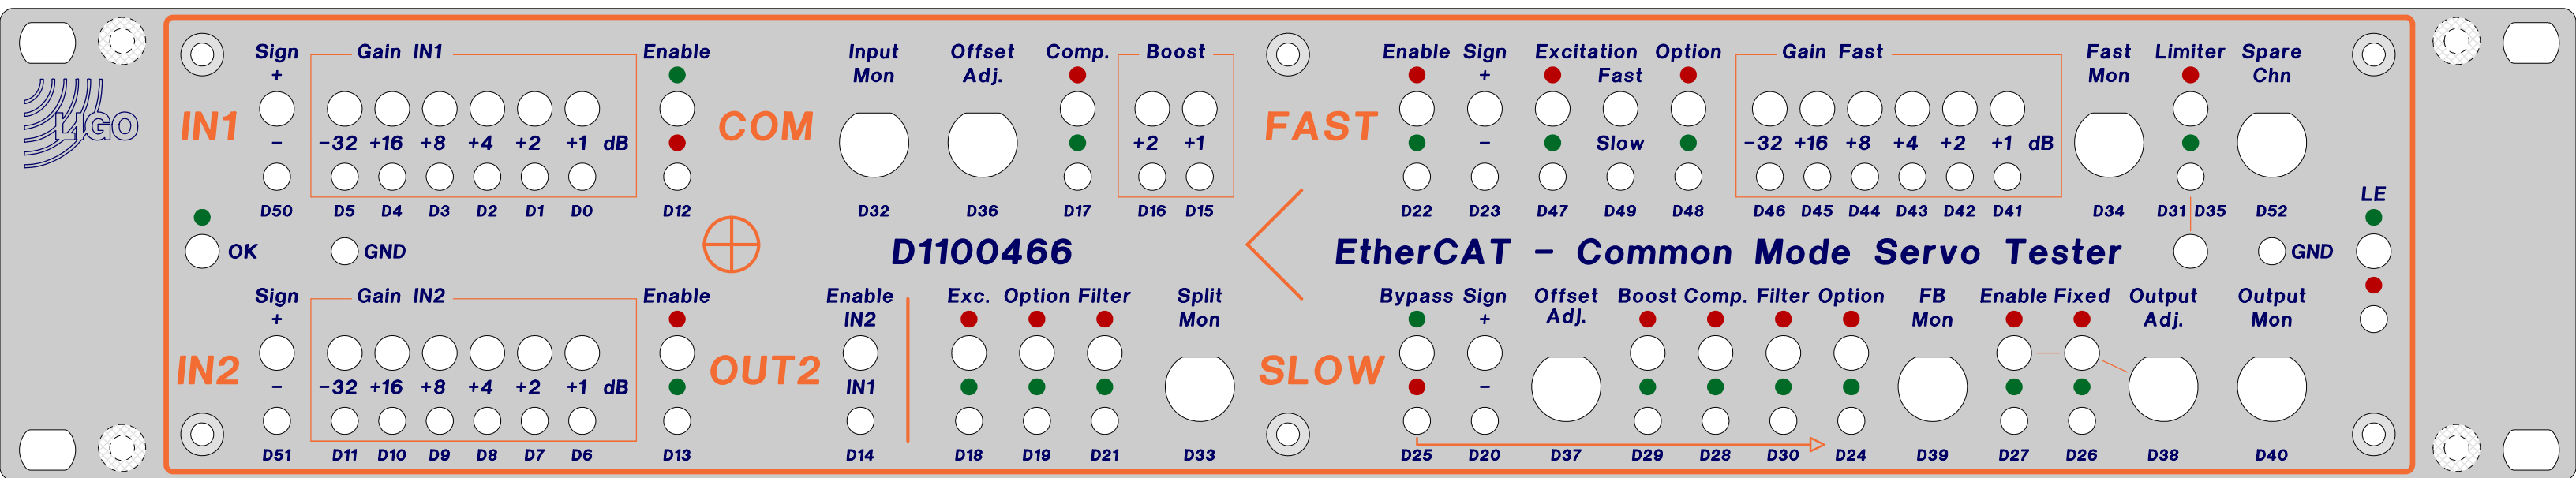 Sign Gain IN1 Enable Input Offset Comp. Boost Enable Sign Excitation Option Gain Fast Fast Limiter Spare
+ Mon Adj. + Fast Mon Chn
LIGO IN1 COM FAST
− -32 +16 +8 +4 +2 +1 dB +2 +1 − Slow -32 +16 +8 +4 +2 +1 dB
LE
D50 D5 D4 D3 D2 D1 D0 D12 D32 D36 D17 D16 D15 D22 D23 D47 D49 D48 D46 D45 D44 D43 D42 D41 D34 D31 D35 D52
OK GND D1100466 EtherCAT - Common Mode Servo Tester GND
Sign Gain IN2 Enable Enable Exc. Option Filter Split Bypass Sign Offset Boost Comp. Filter Option FB Enable Fixed Output Output
+ IN2 Mon + Adj. Mon Adj. Mon
IN2 OUT2 SLOW
− -32 +16 +8 +4 +2 +1 dB IN1 −
D51 D11 D10 D9 D8 D7 D6 D13 D14 D18 D19 D21 D33 D25 D20 D37 D29 D28 D30 D24 D39 D27 D26 D38 D40